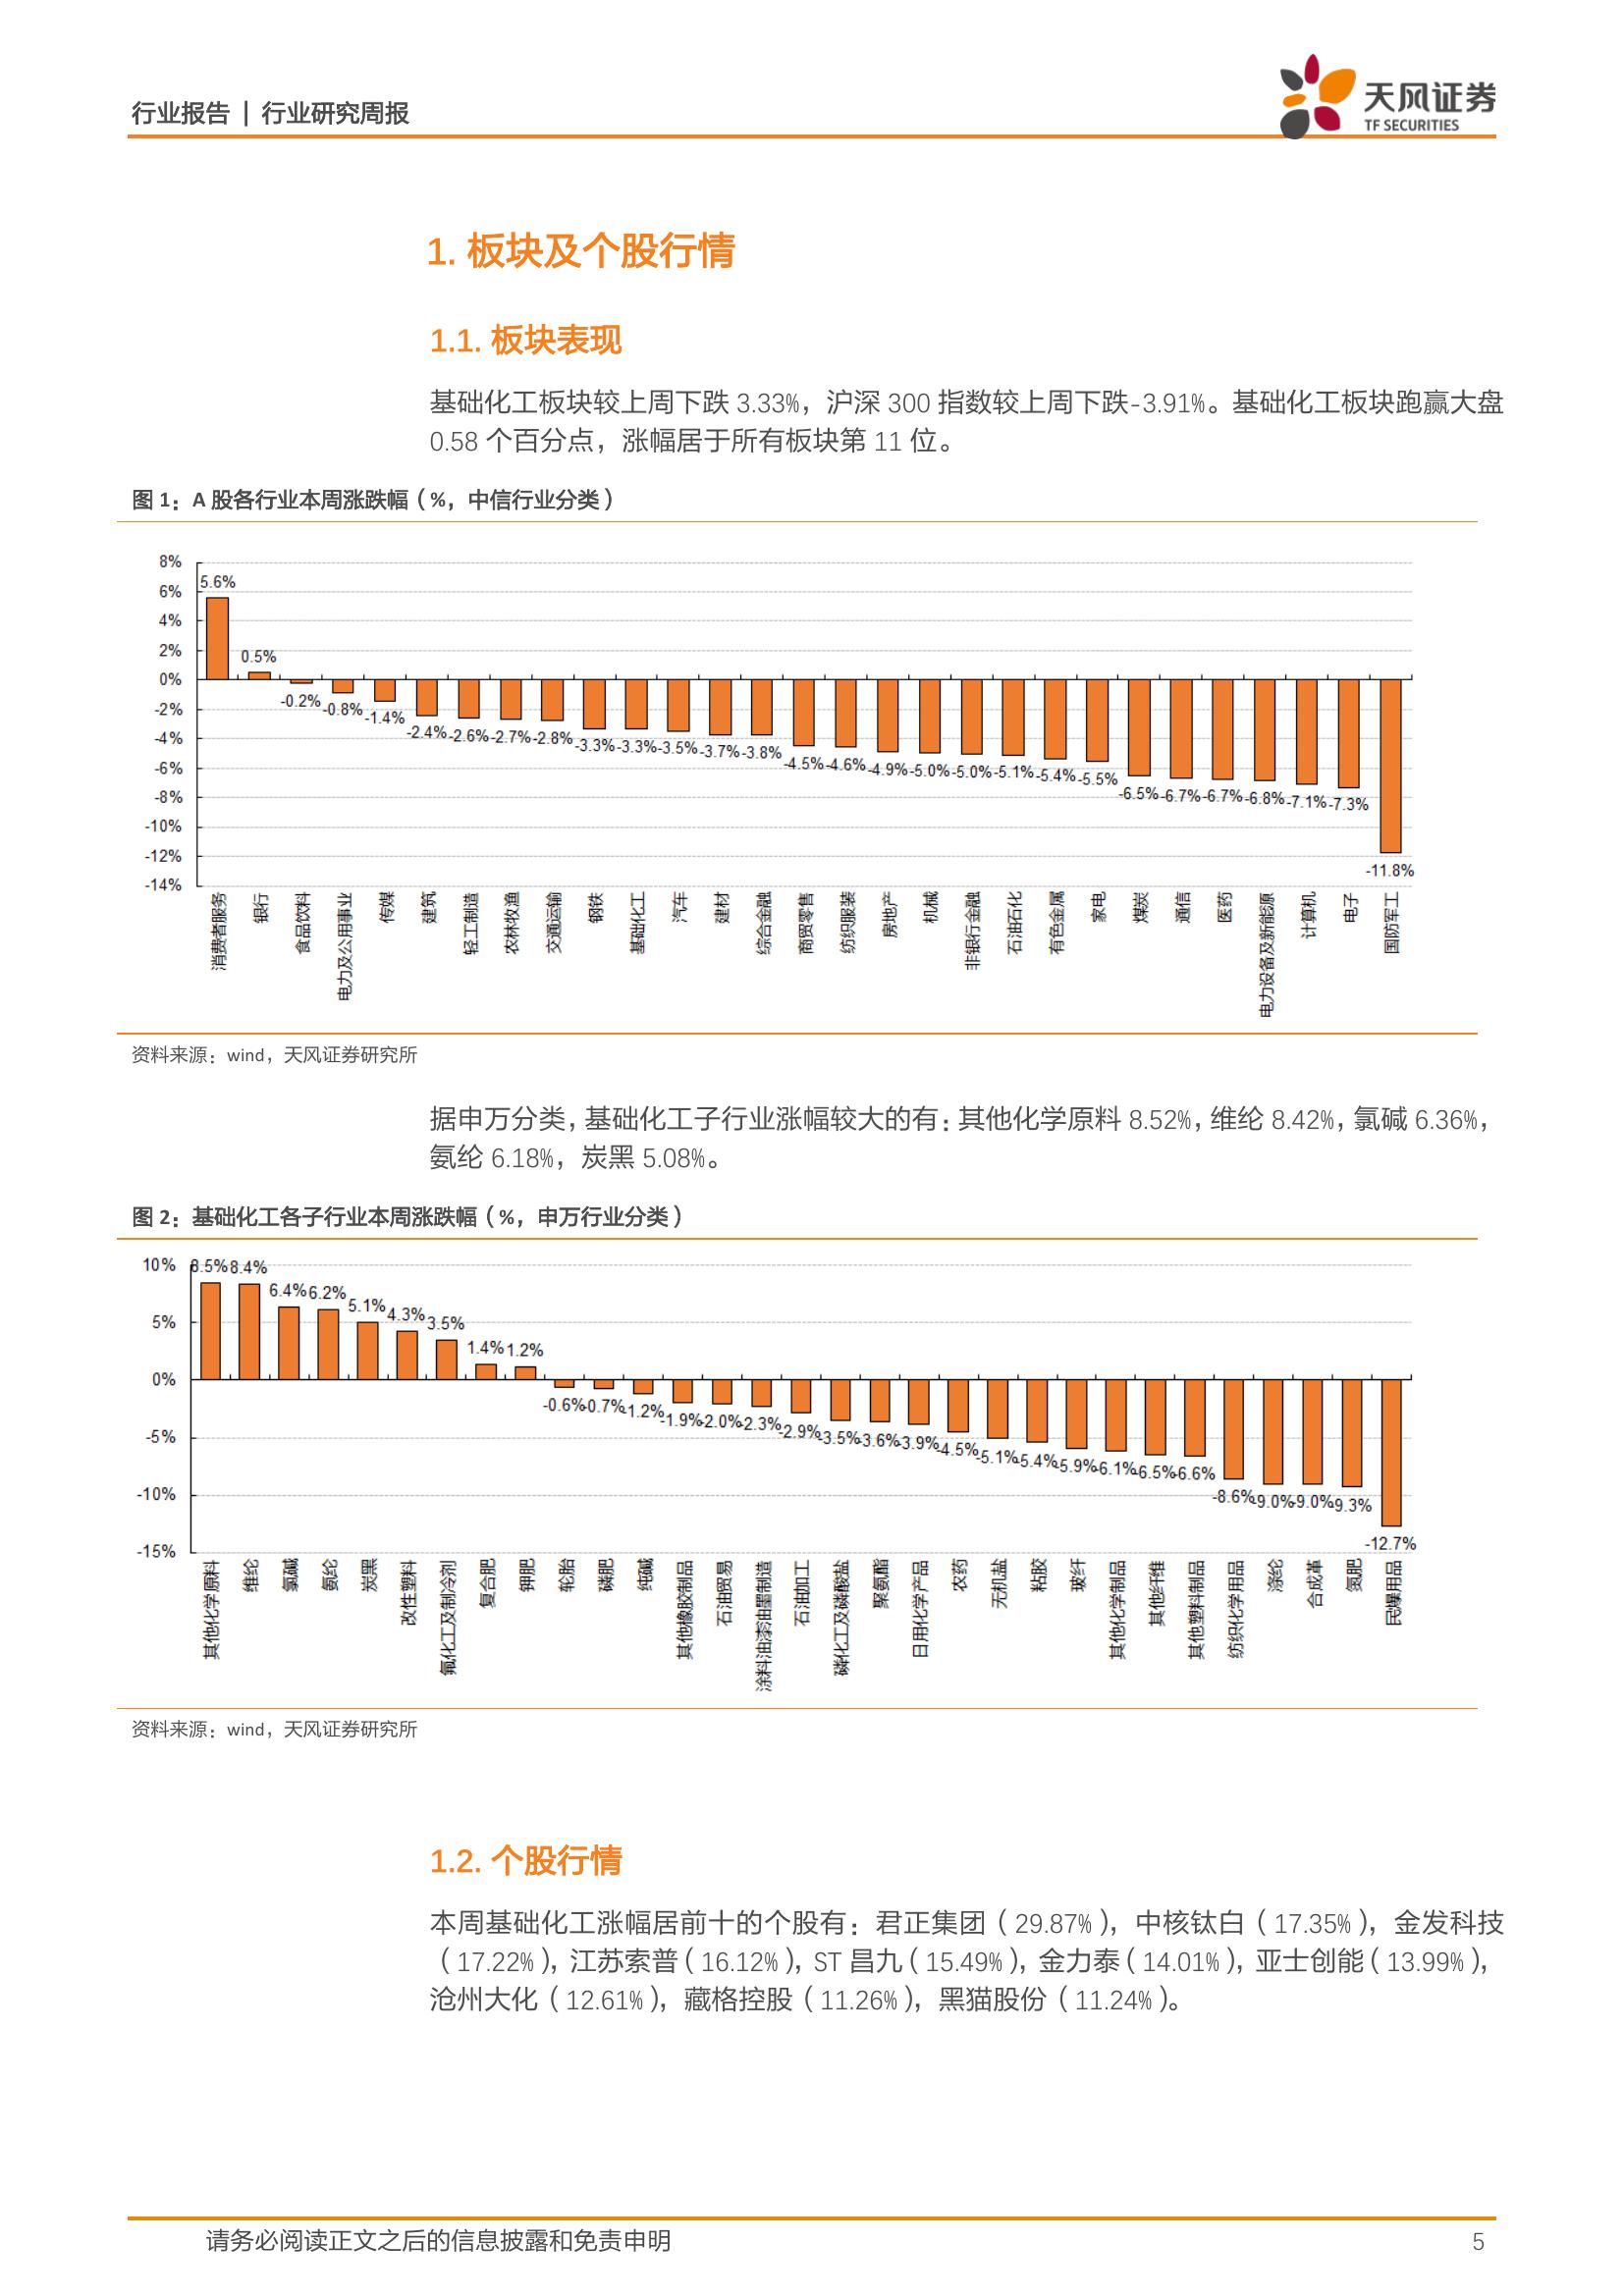 行业报告 | 行业研究周报
天风证券
TF SECURITIES
1. 板块及个股行情
1.1. 板块表现
基础化工板块较上周下跌 3.33%，沪深 300 指数较上周下跌-3.91%。基础化工板块跑赢大盘
0.58 个百分点，涨幅居于所有板块第 11 位。
图 1：A 股各行业本周涨跌幅（%，中信行业分类）
8%
6%
4%
2%
0%
-2%
-4%
-6%
-8%
-10%
-12%
-14%
5.6%
0.5%
-0.2%
-0.8%
-1.4%
-2.4%
-2.6%
-2.7%
-2.8%
-3.3%
-3.3%
-3.5%
-3.7%
-3.8%
-4.5%
-4.6%
-4.9%
-5.0%
-5.0%
-5.1%
-5.4%
-5.5%
-6.5%
-6.7%
-6.7%
-6.8%
-7.1%
-7.3%
-11.8%
消费者服务
银行
食品饮料
电力及公用事业
传媒
建筑
轻工制造
农林牧渔
交通运输
钢铁
基础化工
汽车
建材
综合金融
商贸零售
纺织服装
房地产
机械
非银行金融
石油石化
有色金属
家电
煤炭
通信
医药
电力设备及新能源
计算机
电子
国防军工
资料来源：wind，天风证券研究所
据申万分类，基础化工子行业涨幅较大的有：其他化学原料 8.52%，维纶 8.42%，氯碱 6.36%，
氨纶 6.18%，炭黑 5.08%。
图 2：基础化工各子行业本周涨跌幅（%，申万行业分类）
10%
5%
0%
-5%
-10%
-15%
8.5%
8.4%
6.4%
6.2%
5.1%
4.3%
3.5%
1.4%
1.2%
-0.6%
-0.7%
-1.2%
-1.9%
-2.0%
-2.3%
-2.9%
-3.5%
-3.6%
-3.9%
-4.5%
-5.1%
-5.4%
-5.9%
-6.1%
-6.5%
-6.6%
-8.6%
-9.0%
-9.0%
-9.3%
-12.7%
其他化学原料
维纶
氯碱
氨纶
炭黑
改性塑料
氟化工及制冷剂
复合肥
钾肥
轮胎
磷肥
纯碱
其他橡胶制品
石油贸易
涂料油漆油墨制造
石油加工
磷化工及磷酸盐
聚氨酯
日用化学产品
农药
无机盐
粘胶
玻纤
其他化学制品
其他纤维
其他塑料制品
纺织化学用品
涤纶
合成革
氮肥
民爆用品
资料来源：wind，天风证券研究所
1.2. 个股行情
本周基础化工涨幅居前十的个股有：君正集团（29.87%），中核钛白（17.35%），金发科技
（17.22%），江苏索普（16.12%），ST 昌九（15.49%），金力泰（14.01%），亚士创能（13.99%），
沧州大化（12.61%），藏格控股（11.26%），黑猫股份（11.24%）。
请务必阅读正文之后的信息披露和免责申明
5